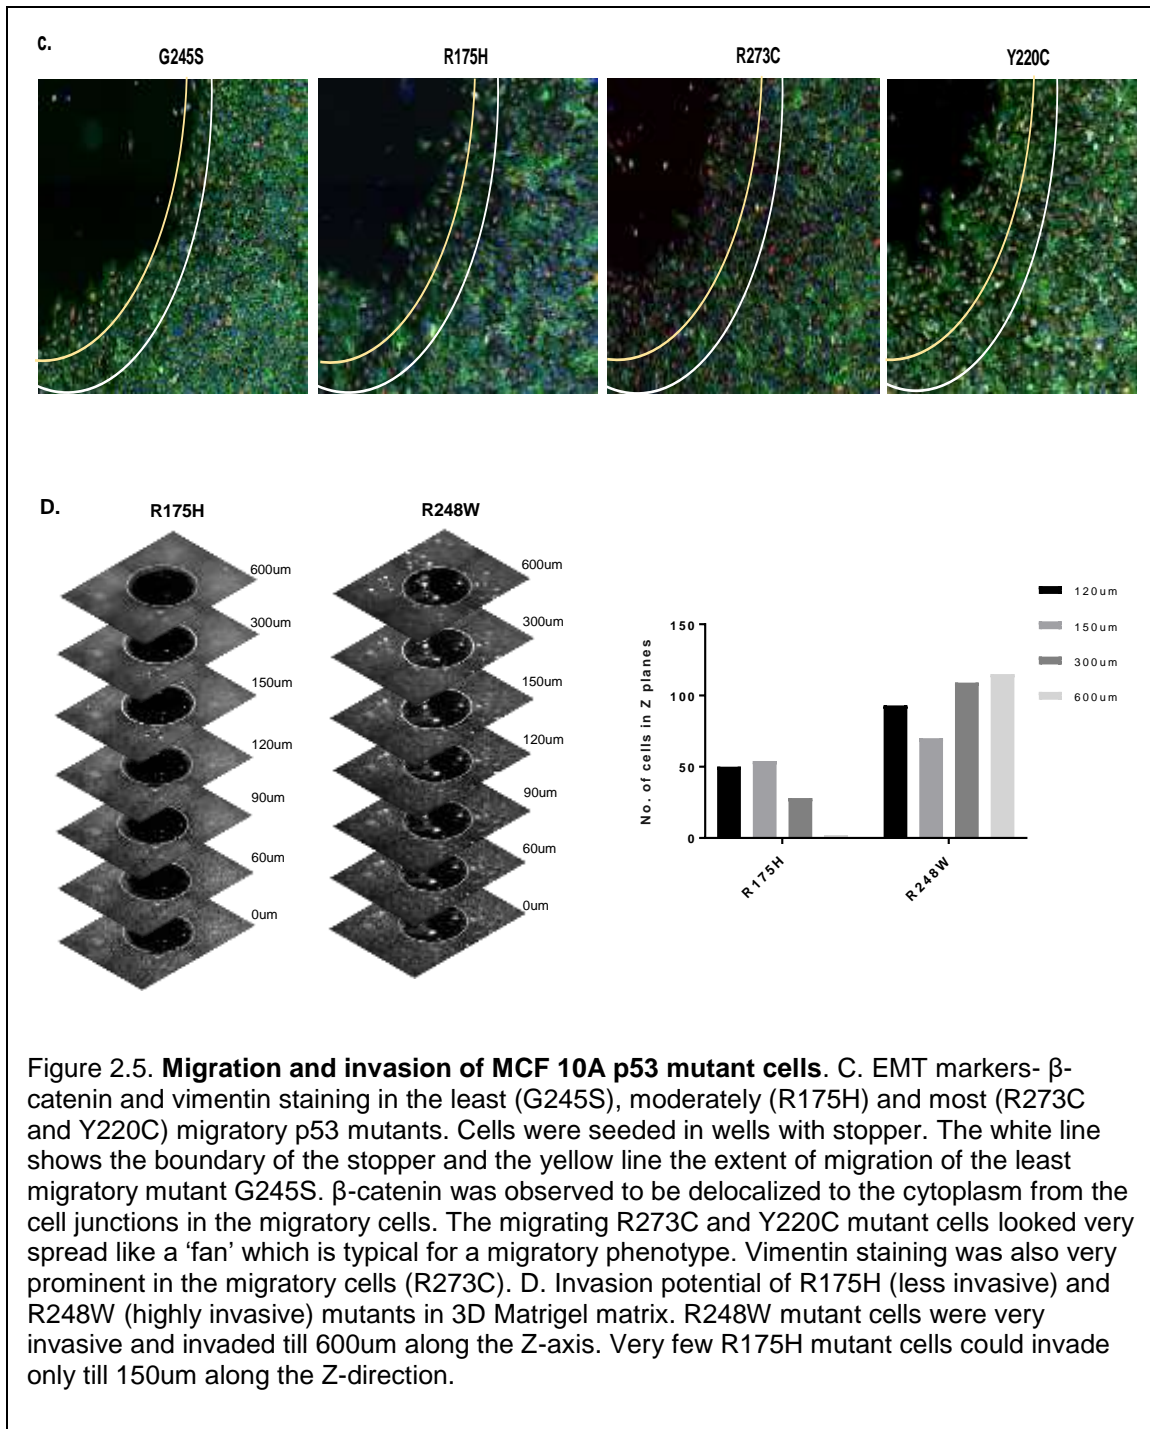 c.
G245S R175H R273C Y220C
D.
R175H R248W
600um
300um
150um
120um
90um
60um
0um
600um
300um
150um
120um
90um
60um
0um
No. of cells in Z planes
150
100
50
0
R175H
R248W
120um
150um
300um
600um
Figure 2.5. Migration and invasion of MCF 10A p53 mutant cells. C. EMT markers- β-
catenin and vimentin staining in the least (G245S), moderately (R175H) and most (R273C
and Y220C) migratory p53 mutants. Cells were seeded in wells with stopper. The white line
shows the boundary of the stopper and the yellow line the extent of migration of the least
migratory mutant G245S. β-catenin was observed to be delocalized to the cytoplasm from the
cell junctions in the migratory cells. The migrating R273C and Y220C mutant cells looked very
spread like a ‘fan’ which is typical for a migratory phenotype. Vimentin staining was also very
prominent in the migratory cells (R273C). D. Invasion potential of R175H (less invasive) and
R248W (highly invasive) mutants in 3D Matrigel matrix. R248W mutant cells were very
invasive and invaded till 600um along the Z-axis. Very few R175H mutant cells could invade
only till 150um along the Z-direction.